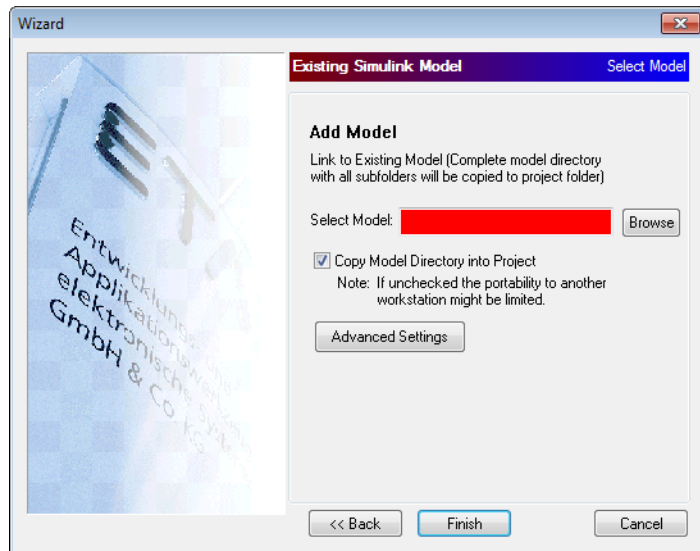 Wizard
Existing Simulink Model
Select Model
ET
Entwicklungs- und
Applikationswerkzeuge
elektronische Systeme
GmbH & Co KG
Add Model
Link to Existing Model (Complete model directory
with all subfolders will be copied to project folder)
Select Model:
Browse
Copy Model Directory into Project
Note: If unchecked the portability to another
workstation might be limited.
Advanced Settings
<< Back
Finish
Cancel